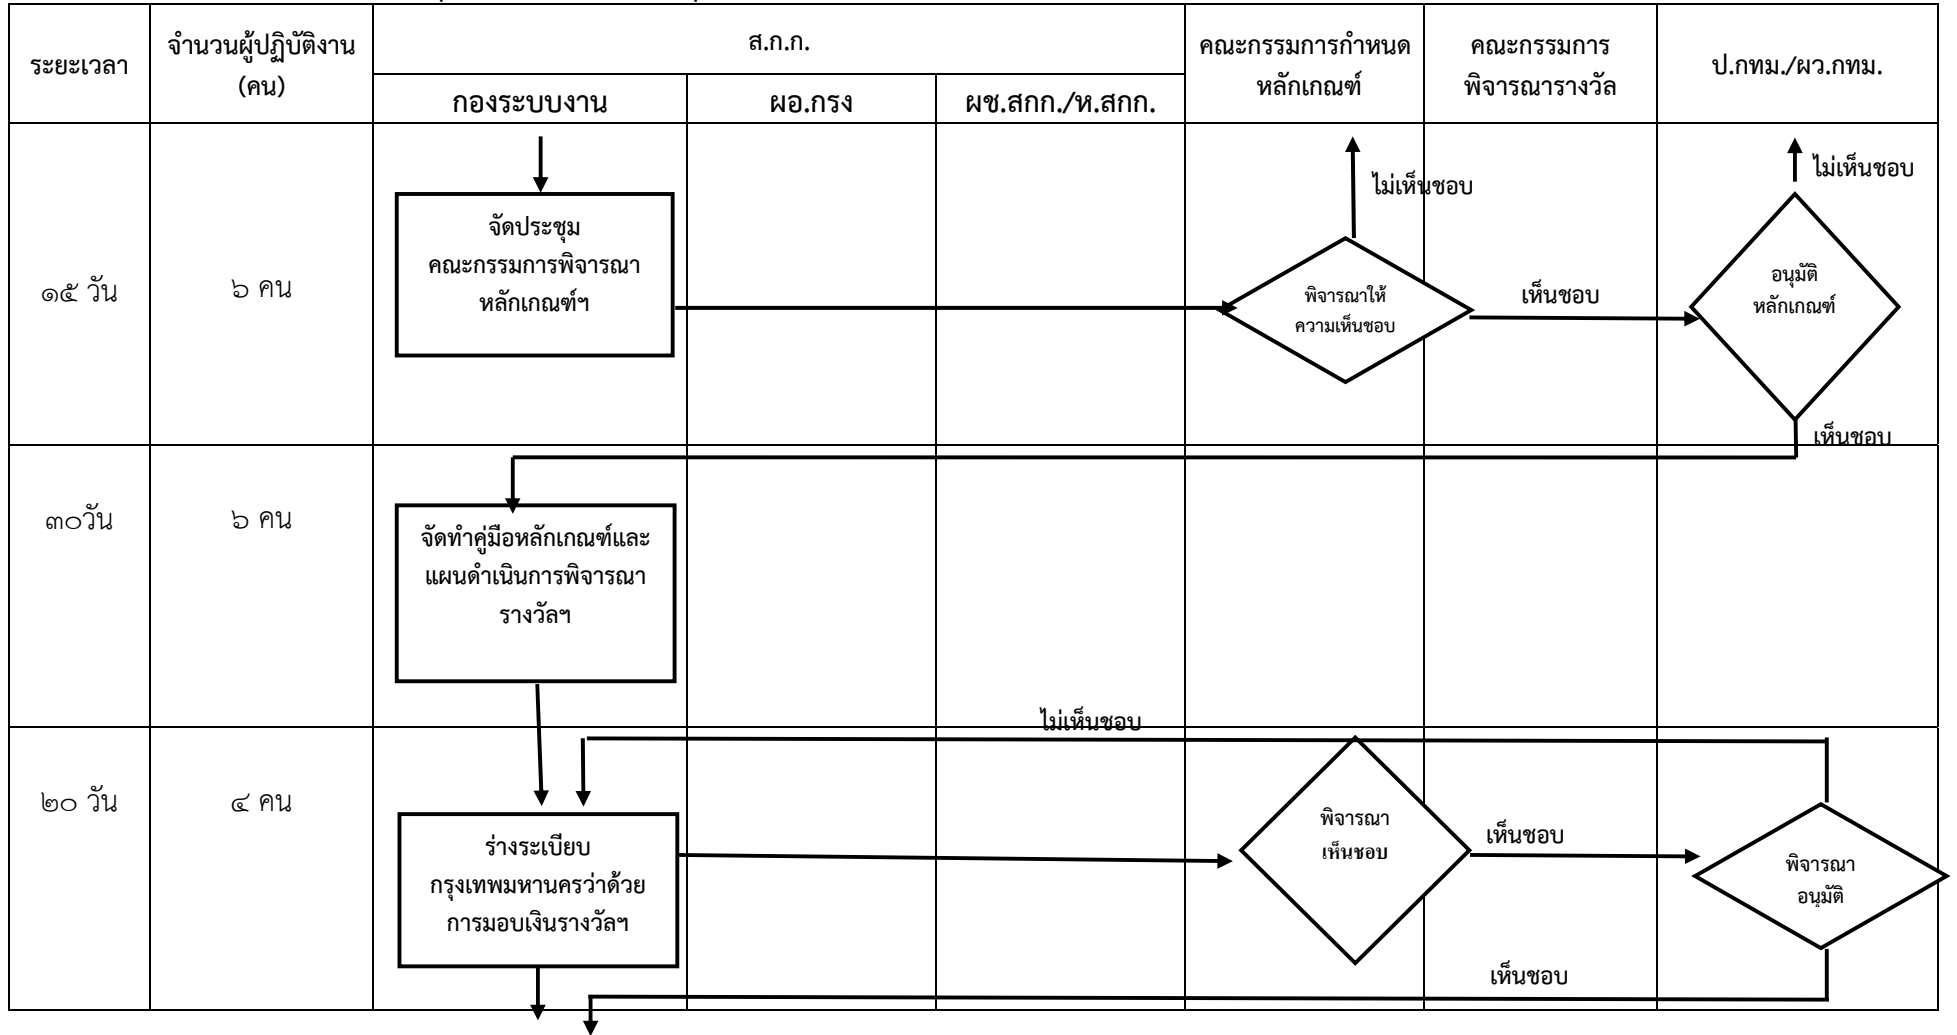 ระยะเวลา
จำนวนผู้ปฏิบัติงาน
(คน)
ส.ก.ก.
กองระบบงาน
ผอ.กรง
ผช.สกก./ห.สกก.
คณะกรรมการกำหนด
หลักเกณฑ์
คณะกรรมการ
พิจารณารางวัล
ป.กทม./ผว.กทม.
๑๕ วัน
๖ คน
จัดประชุม
คณะกรรมการพิจารณา
หลักเกณฑ์ฯ
ไม่เห็นชอบ
พิจารณาให้
ความเห็นชอบ
เห็นชอบ
ไม่เห็นชอบ
อนุมัติ
หลักเกณฑ์
เห็นชอบ
๓๐วัน
๖ คน
จัดทำคู่มือหลักเกณฑ์และ
แผนดำเนินการพิจารณา
รางวัลฯ
ไม่เห็นชอบ
๒๐ วัน
๔ คน
ร่างระเบียบ
กรุงเทพมหานครว่าด้วย
การมอบเงินรางวัลฯ
พิจารณา
เห็นชอบ
เห็นชอบ
พิจารณา
อนุมัติ
เห็นชอบ